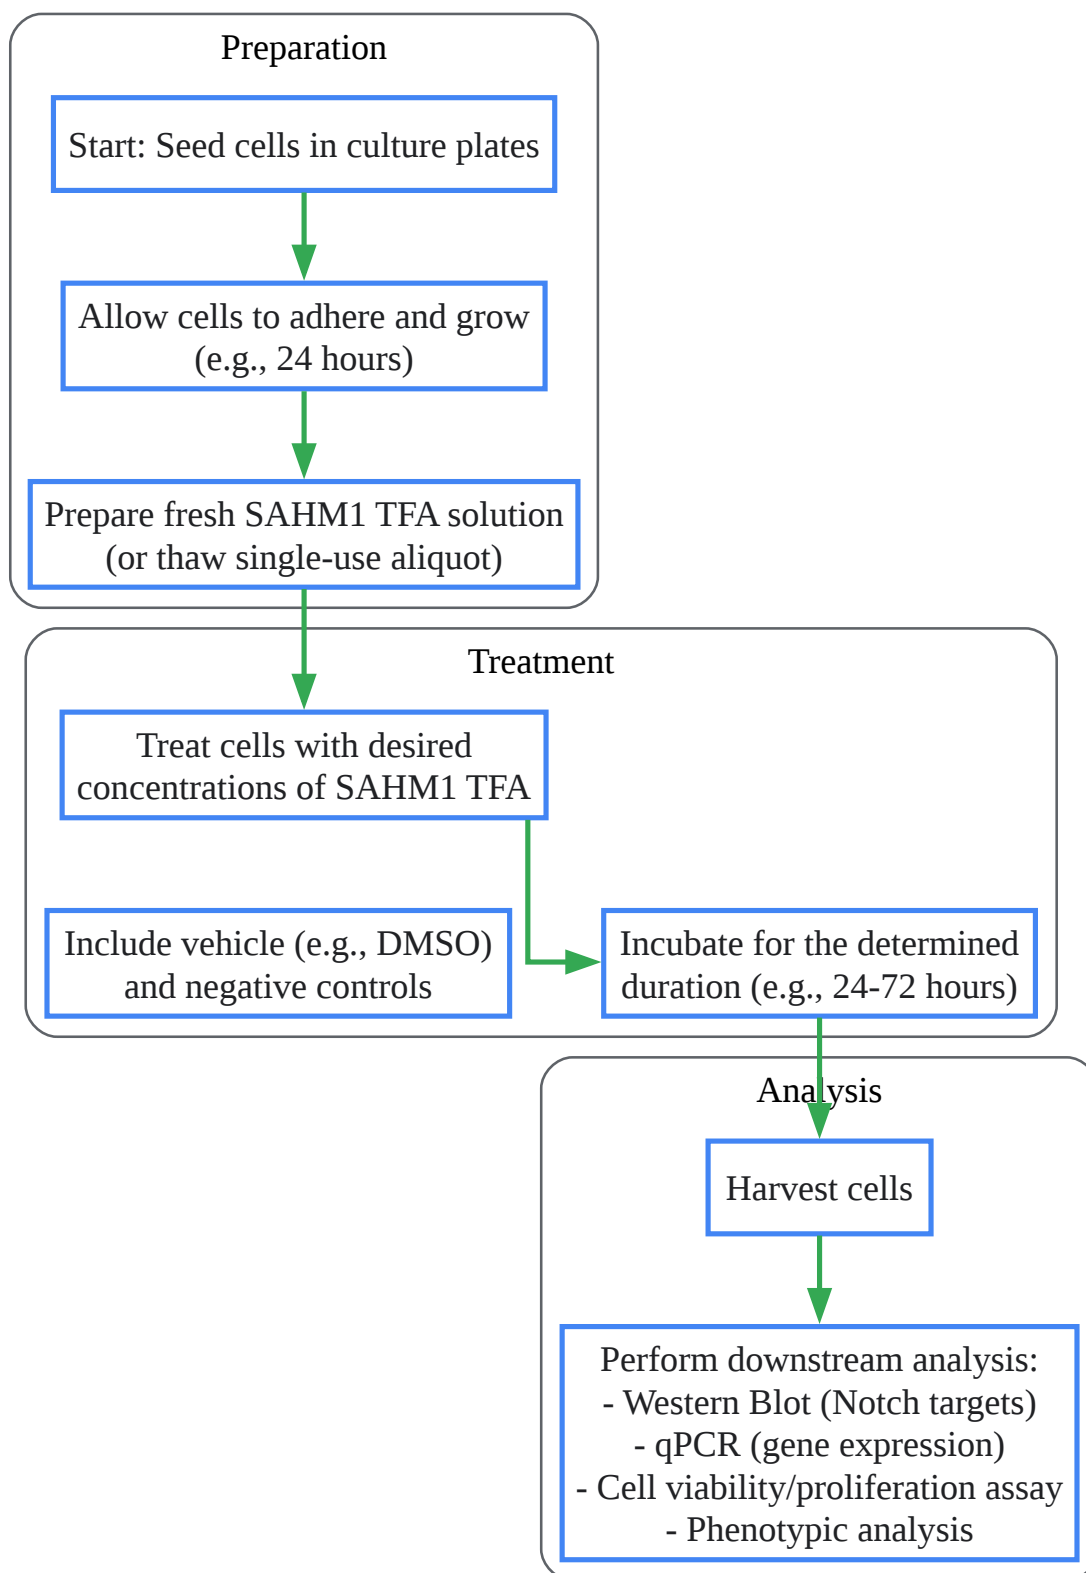 Preparation
Start: Seed cells in culture plates
Allow cells to adhere and grow
(e.g., 24 hours)
Prepare fresh SAHM1 TFA solution
(or thaw single-use aliquot)
Treatment
Treat cells with desired
concentrations of SAHM1 TFA
Include vehicle (e.g., DMSO)
and negative controls
Incubate for the determined
duration (e.g., 24-72 hours)
Analysis
Harvest cells
Perform downstream analysis:
- Western Blot (Notch targets)
- qPCR (gene expression)
- Cell viability/proliferation assay
- Phenotypic analysis